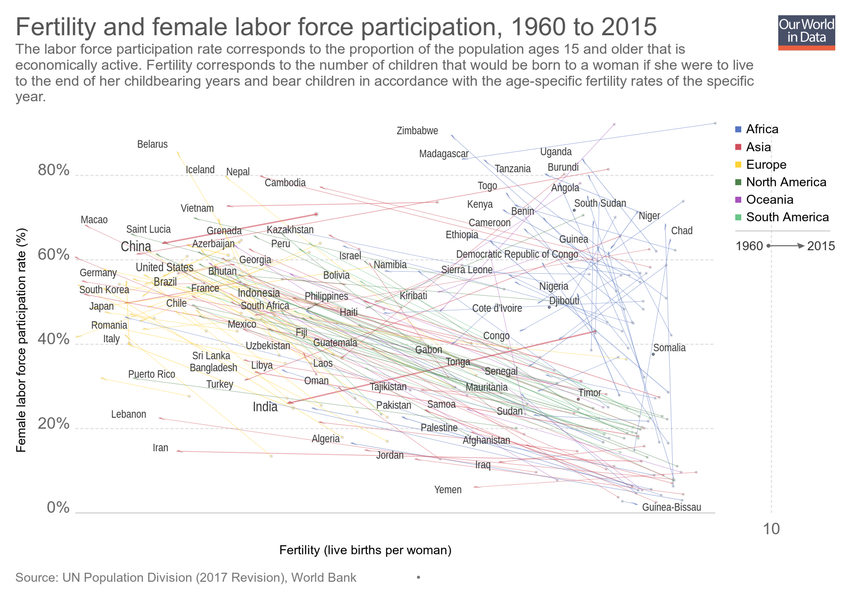 Fertility and female labor force participation, 1960 to 2015
Our World
in Data
The labor force participation rate corresponds to the proportion of the population ages 15 and older that is
economically active. Fertility corresponds to the number of children that would be born to a woman if she were to live
to the end of her childbearing years and bear children in accordance with the age-specific fertility rates of the specific
year.
Zimbabwe
Africa
Belarus
Madagascar
Uganda
Asia
80%
Iceland
Nepal
Tanzania
Burundi
Europe
Cambodia
Togo
Angola
North America
Vietnam
Kenya
Benin
South Sudan
Oceania
Macao
Niger
South America
Saint Lucia
Grenada
Kazakhstan
Cameroon
Chad
China
Azerbaijan
Peru
Ethiopia
Guinea
1960
2015
60%
Georgia
Israel
Democratic Republic of Congo
Germany
United States
Bhutan
Bolivia
Namibia
Sierra Leone
South Korea
Brazil
France
Indonesia
Philippines
Kiribati
Nigeria
Japan
Chile
South Africa
Haiti
Cote d'Ivoire
Djibouti
Romania
Mexico
Fiji
40%
Italy
Uzbekistan
Guatemala
Gabon
Congo
Somalia
Sri Lanka
Bangladesh
Libya
Laos
Tonga
Puerto Rico
Turkey
Oman
Tajikistan
Senegal
Mauritania
Timor
Lebanon
India
Pakistan
Samoa
Sudan
20%
Palestine
Iran
Algeria
Jordan
Afghanistan
Iraq
Yemen
0%
Guinea-Bissau
10
Female labor force participation rate (%)
Fertility (live births per woman)
Source: UN Population Division (2017 Revision), World Bank